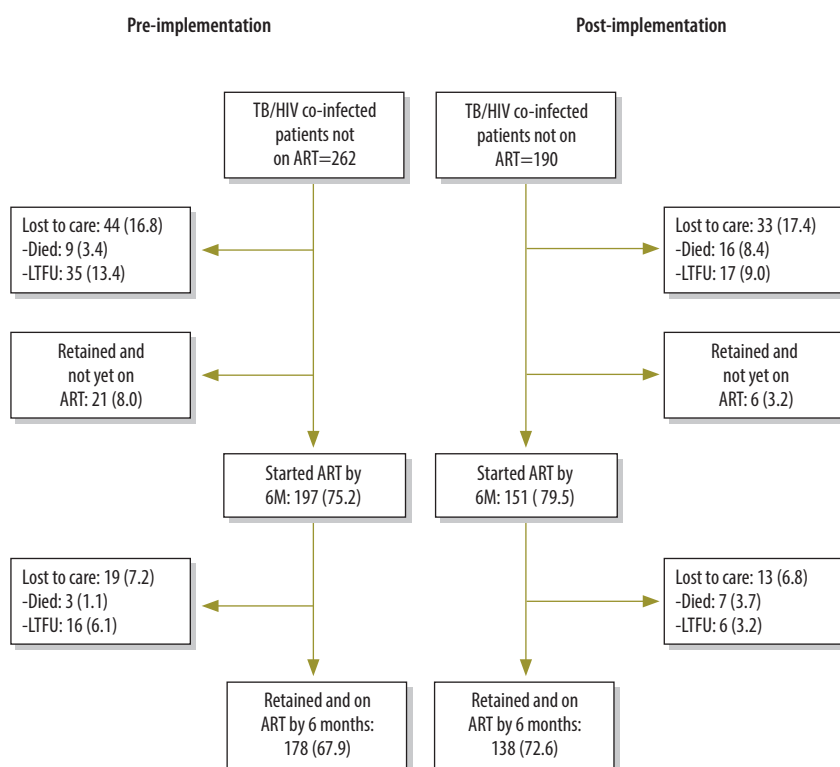 Pre-implementation
Post-implementation
TB/HIV co-infected
patients not
on ART=262
TB/HIV co-infected
patients not on
ART=190
Lost to care: 44 (16.8)
-Died: 9 (3.4)
-LTFU: 35 (13.4)
Lost to care: 33 (17.4)
-Died: 16 (8.4)
-LTFU: 17 (9.0)
Retained and
not yet on
ART: 21 (8.0)
Retained and
not yet on
ART: 6 (3.2)
Started ART by
6M: 197 (75.2)
Started ART by
6M: 151 ( 79.5)
Lost to care: 19 (7.2)
-Died: 3 (1.1)
-LTFU: 16 (6.1)
Lost to care: 13 (6.8)
-Died: 7 (3.7)
-LTFU: 6 (3.2)
Retained and on
ART by 6 months:
178 (67.9)
Retained and on
ART by 6 months:
138 (72.6)